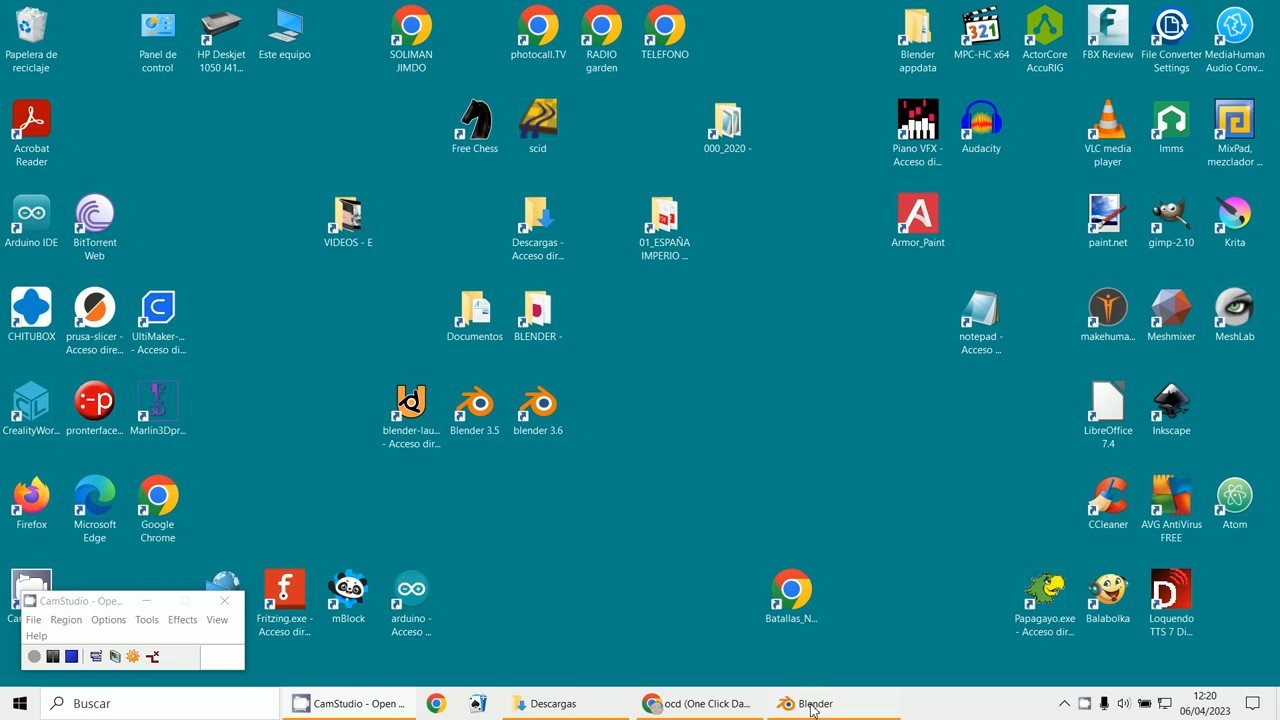 Papelera de
reciclaje
Panel de
control
HP Deskjet
1050 J41...
Este equipo
SOLIMAN
JIMDO
photocall.TV
RADIO
garden
TELEFONO
Blender
appdata
MPC-HC x64
ActorCore
AccuRIG
FBX Review
File Converter
Settings
MediaHuman
Audio Conv...
Acrobat
Reader
Free Chess
scid
000_2020 -
Piano VFX -
Acceso di...
Audacity
VLC media
player
lmms
MixPad,
mezclador ...
Arduino IDE
BitTorrent
Web
VIDEOS - E
Descargas -
Acceso dir...
01_ESPAÑA
IMPERIO ...
Armor_Paint
paint.net
gimp-2.10
Krita
CHITUBOX
prusa-slicer -
Acceso dire...
UltiMaker-...
- Acceso di...
Documentos
BLENDER -
notepad -
Acceso ...
makehuma...
Meshmixer
MeshLab
CrealityWor...
pronterface...
Marlin3Dpr...
blender-lau...
- Acceso dir...
Blender 3.5
blender 3.6
LibreOffice
7.4
Inkscape
Firefox
Microsoft
Edge
Google
Chrome
CCleaner
AVG AntiVirus
FREE
Atom
Fritzing.exe -
Acceso dir...
mBlock
arduino -
Acceso ...
Batallas_N...
Papagayo.exe
- Acceso dir...
Balabolka
Loquendo
TTS 7 Di...
CamStudio - Ope...
File Region Options Tools Effects View
Help
Buscar
CamStudio - Open ...
Descargas
ocd (One Click Da...
Blender
12:20
06/04/2023